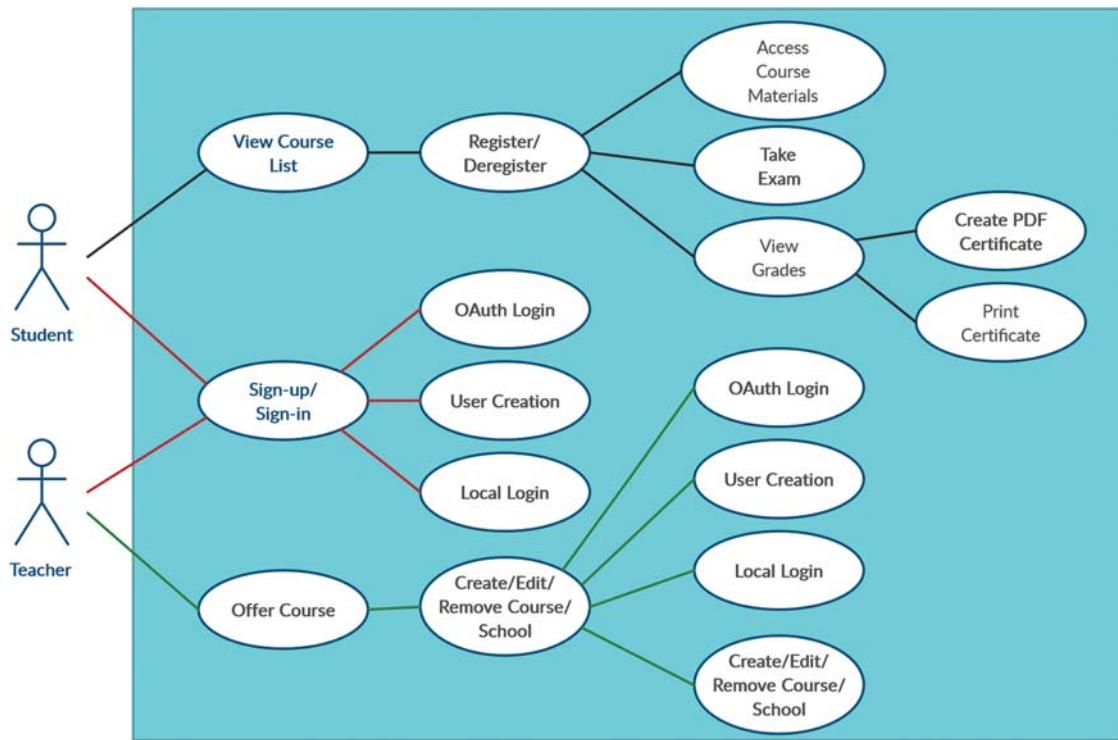 Access
Course
Materials
View Course
List
Register/
Deregister
Take
Exam
View
Grades
Create PDF
Certificate
Print
Certificate
Student
OAuth Login
Sign-up/
Sign-in
User Creation
Local Login
OAuth Login
User Creation
Local Login
Teacher
Offer Course
Create/Edit/
Remove Course/
School
Create/Edit/
Remove Course/
School